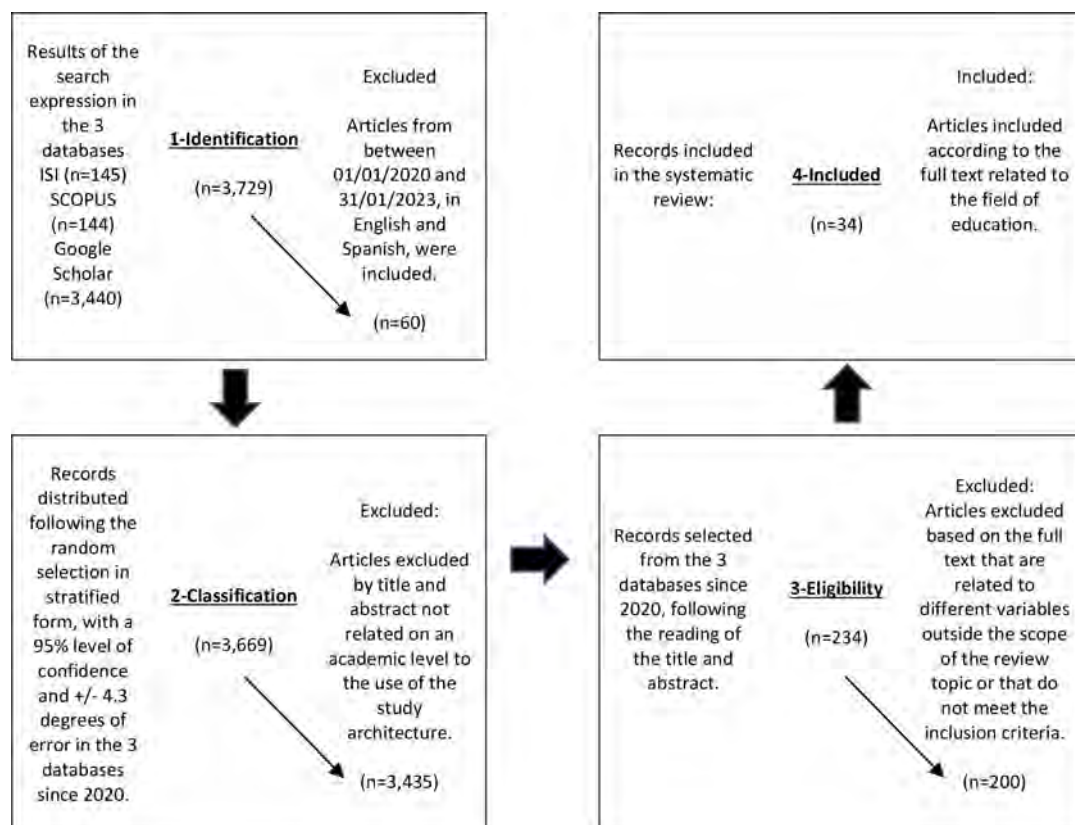 Results of the
search
expression in
the 3
databases
ISI (n=145)
SCOPUS
(n=144)
Google
Scholar
(n=3,440)
1-Identification
(n=3,729)
Excluded
Articles from
between
01/01/2020 and
31/01/2023, in
English and
Spanish, were
included.
(n=60)
Records
distributed
following the
random
selection in
stratified
form, with a
95% level of
confidence
and +/- 4.3
degrees of
error in the 3
databases
since 2020.
2-Classification
(n=3,669)
Excluded:
Articles excluded
by title and
abstract not
related on an
academic level to
the use of the
study
architecture.
(n=3,435)
Records selected
from the 3
databases since
2020, following
the reading of
the title and
abstract.
3-Eligibility
(n=234)
Excluded:
Articles excluded
based on the full
text that are
related to
different variables
outside the scope
of the review
topic or that do
not meet the
inclusion criteria.
(n=200)
Records included
in the systematic
review:
4-Included
(n=34)
Included:
Articles included
according to the
full text related to
the field of
education.